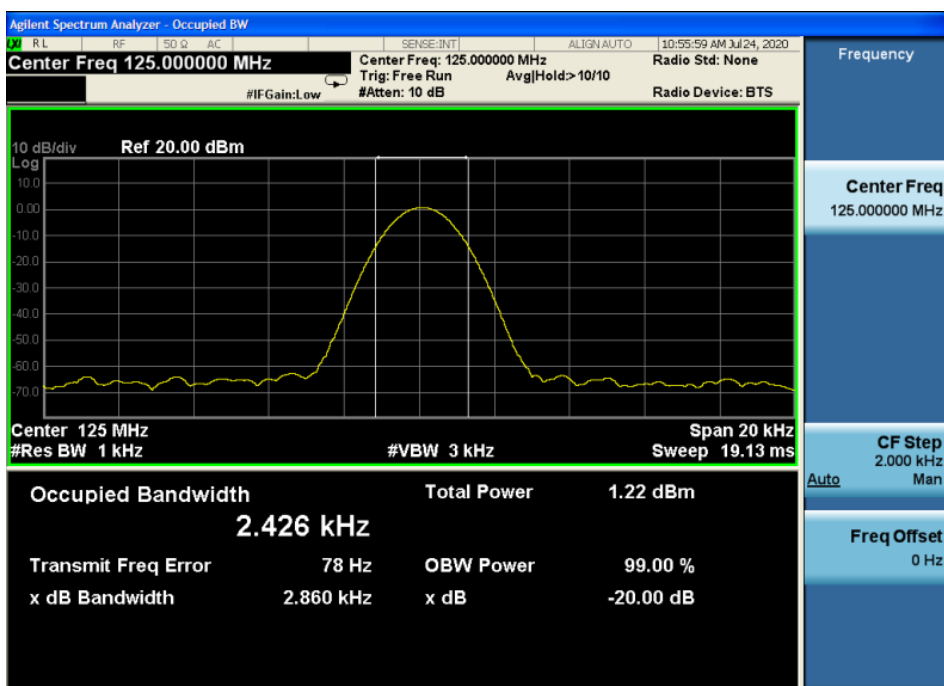 Agilent Spectrum Analyzer - Occupied BW
LXI RL RF 50 Ω AC SENSE:INT ALIGN AUTO 10:55:59 AM Jul 24, 2020
Center Freq 125.000000 MHz
Center Freq: 125.000000 MHz Radio Std: None
Trig: Free Run Avg|Hold:>10/10
#IFGain:Low #Atten: 10 dB Radio Device: BTS
10 dB/div Ref 20.00 dBm
Log
10.0
0.00
-10.0
-20.0
-30.0
-40.0
-50.0
-60.0
-70.0
Center 125 MHz Span 20 kHz
#Res BW 1 kHz #VBW 3 kHz Sweep 19.13 ms
Occupied Bandwidth Total Power 1.22 dBm
2.426 kHz
Transmit Freq Error 78 Hz OBW Power 99.00 %
x dB Bandwidth 2.860 kHz x dB -20.00 dB
Frequency
Center Freq
125.000000 MHz
CF Step
2.000 kHz
Auto Man
Freq Offset
0 Hz